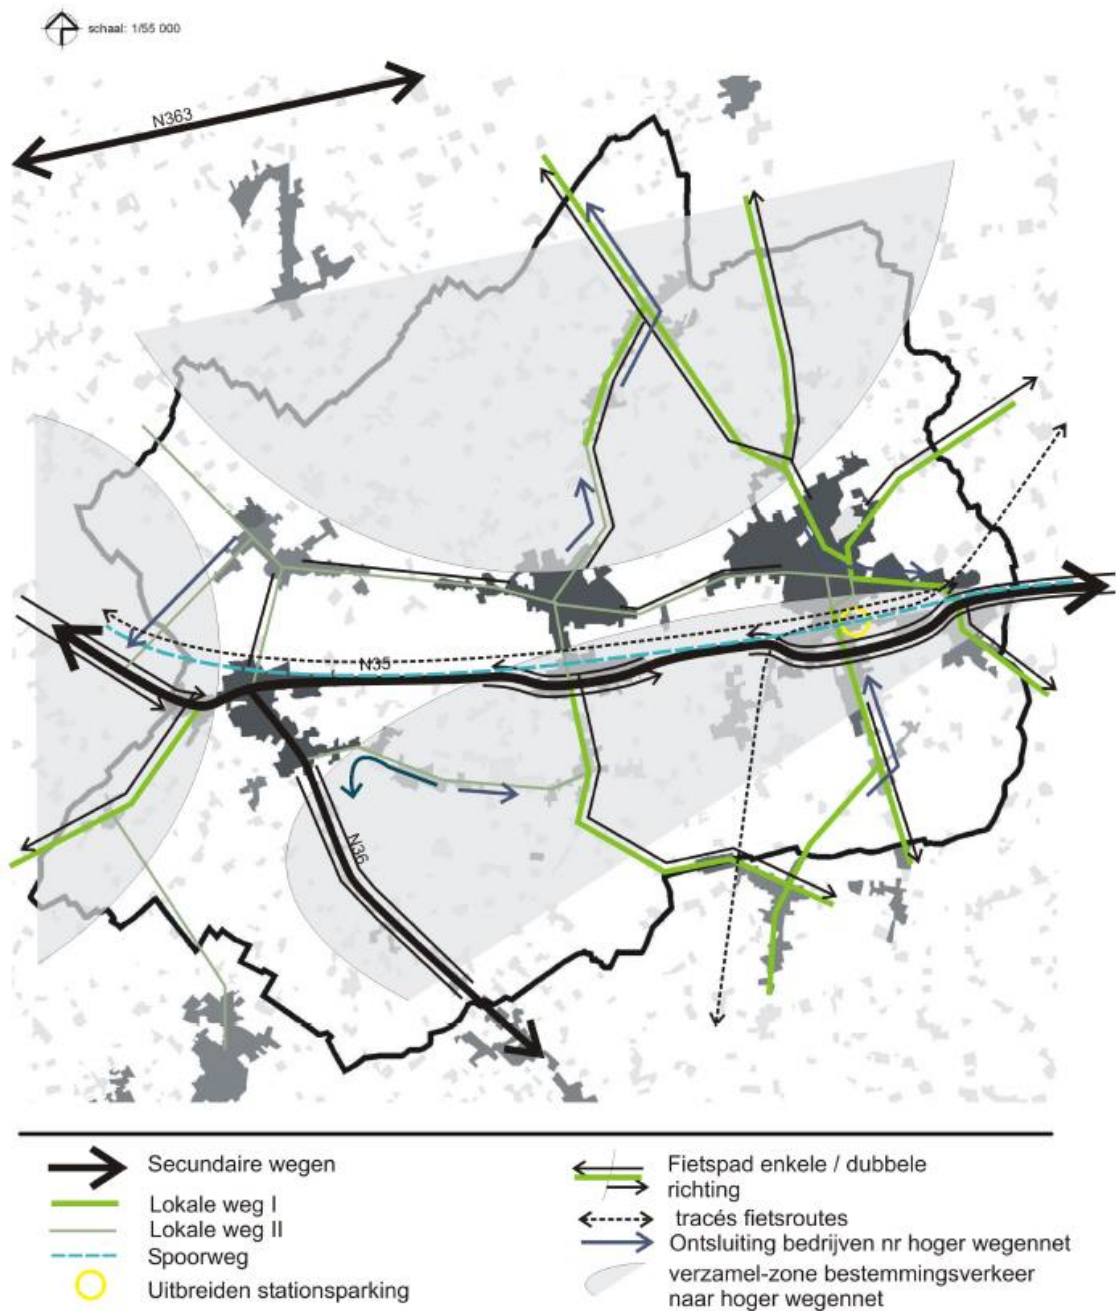 schaal: 1/55 000
N363
N35
N36
Secundaire wegen
Lokale weg I
Lokale weg II
Spoorweg
Uitbreiden stationsparking
Fietspad enkele / dubbele
richting
tracés fietsroutes
Ontsluiting bedrijven nr hoger wegennet
verzamel-zone bestemmingsverkeer
naar hoger wegennet